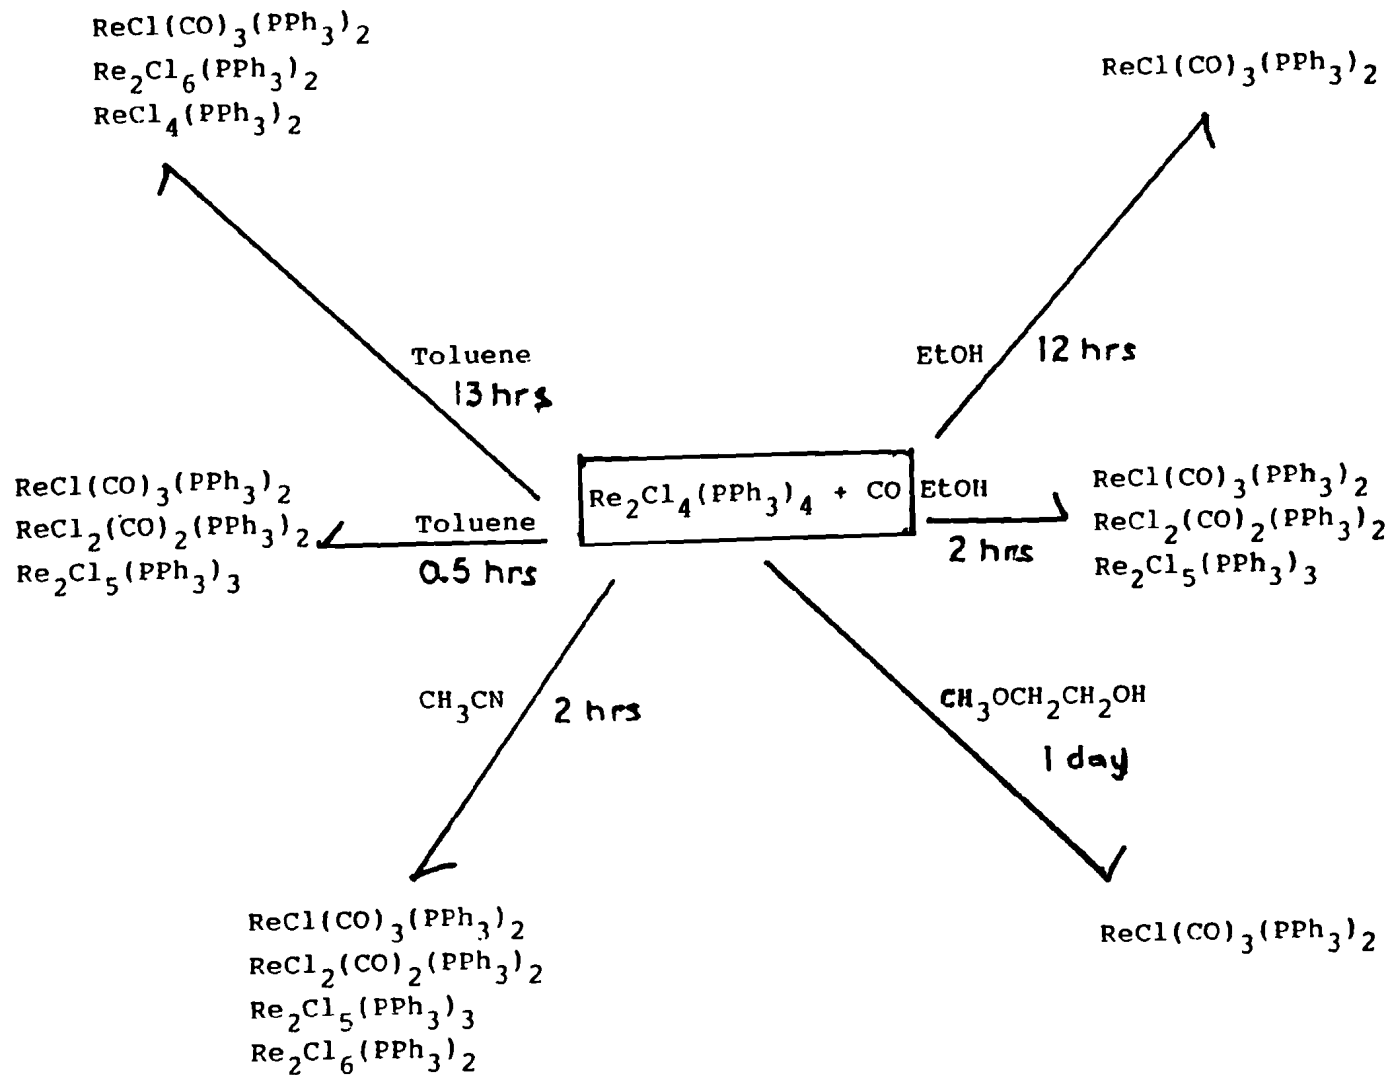 ReCl(CO)₃(PPh₃)₂
Re₂Cl₆(PPh₃)₂
ReCl₄(PPh₃)₂
ReCl(CO)₃(PPh₃)₂
Toluene
13 hrs
EtOH 12 hrs
ReCl(CO)₃(PPh₃)₂
ReCl₂(CO)₂(PPh₃)₂
Re₂Cl₅(PPh₃)₃
Toluene
0.5 hrs
Re₂Cl₄(PPh₃)₄ + CO
EtOH
2 hrs
ReCl(CO)₃(PPh₃)₂
ReCl₂(CO)₂(PPh₃)₂
Re₂Cl₅(PPh₃)₃
CH₃CN 2 hrs
CH₃OCH₂CH₂OH
1 day
ReCl(CO)₃(PPh₃)₂
ReCl₂(CO)₂(PPh₃)₂
Re₂Cl₅(PPh₃)₃
Re₂Cl₆(PPh₃)₂
ReCl(CO)₃(PPh₃)₂